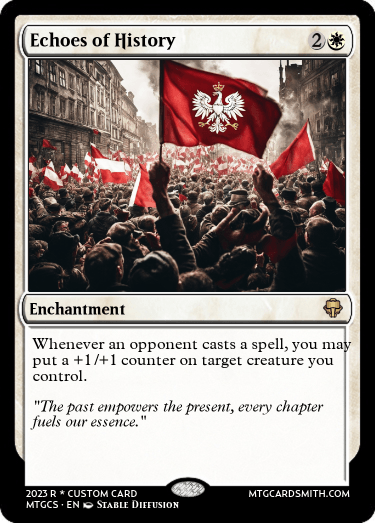 Echoes of History 2
Enchantment
Whenever an opponent casts a spell, you may
put a +1/+1 counter on target creature you
control.
"The past empowers the present, every chapter
fuels our essence."
2023 R * CUSTOM CARD
MTGCARDSMITH.COM
MTGCS · EN STABLE DIFFUSION